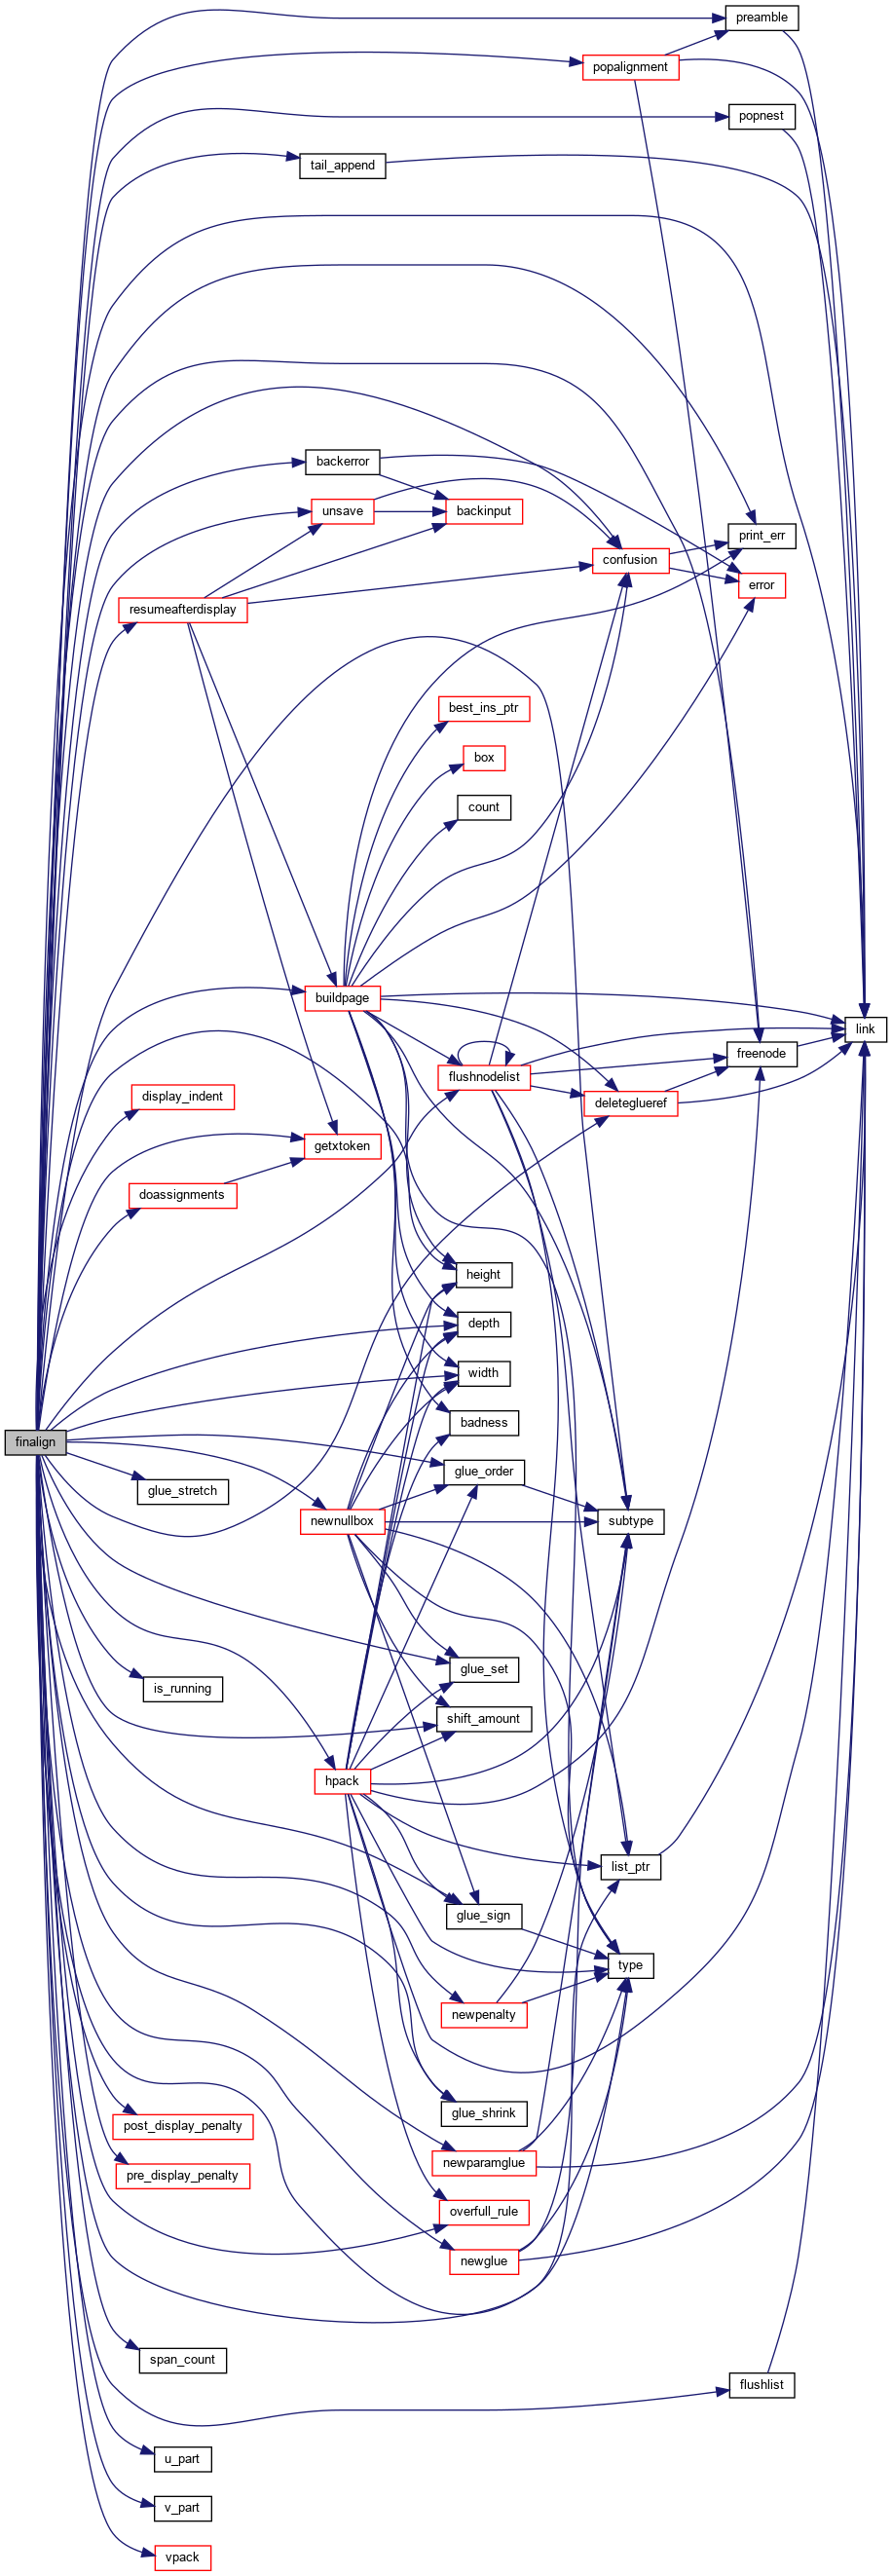 preamble
popalignment
popnest
tail_append
backerror
unsave
backinput
print_err
confusion
error
resumeafterdisplay
best_ins_ptr
box
count
buildpage
link
freenode
flushnodelist
deleteglueref
display_indent
getxtoken
doassignments
height
depth
width
badness
finalign
glue_order
glue_stretch
newnullbox
subtype
glue_set
is_running
shift_amount
hpack
list_ptr
glue_sign
type
newpenalty
glue_shrink
post_display_penalty
newparamglue
pre_display_penalty
overfull_rule
newglue
span_count
flushlist
u_part
v_part
vpack